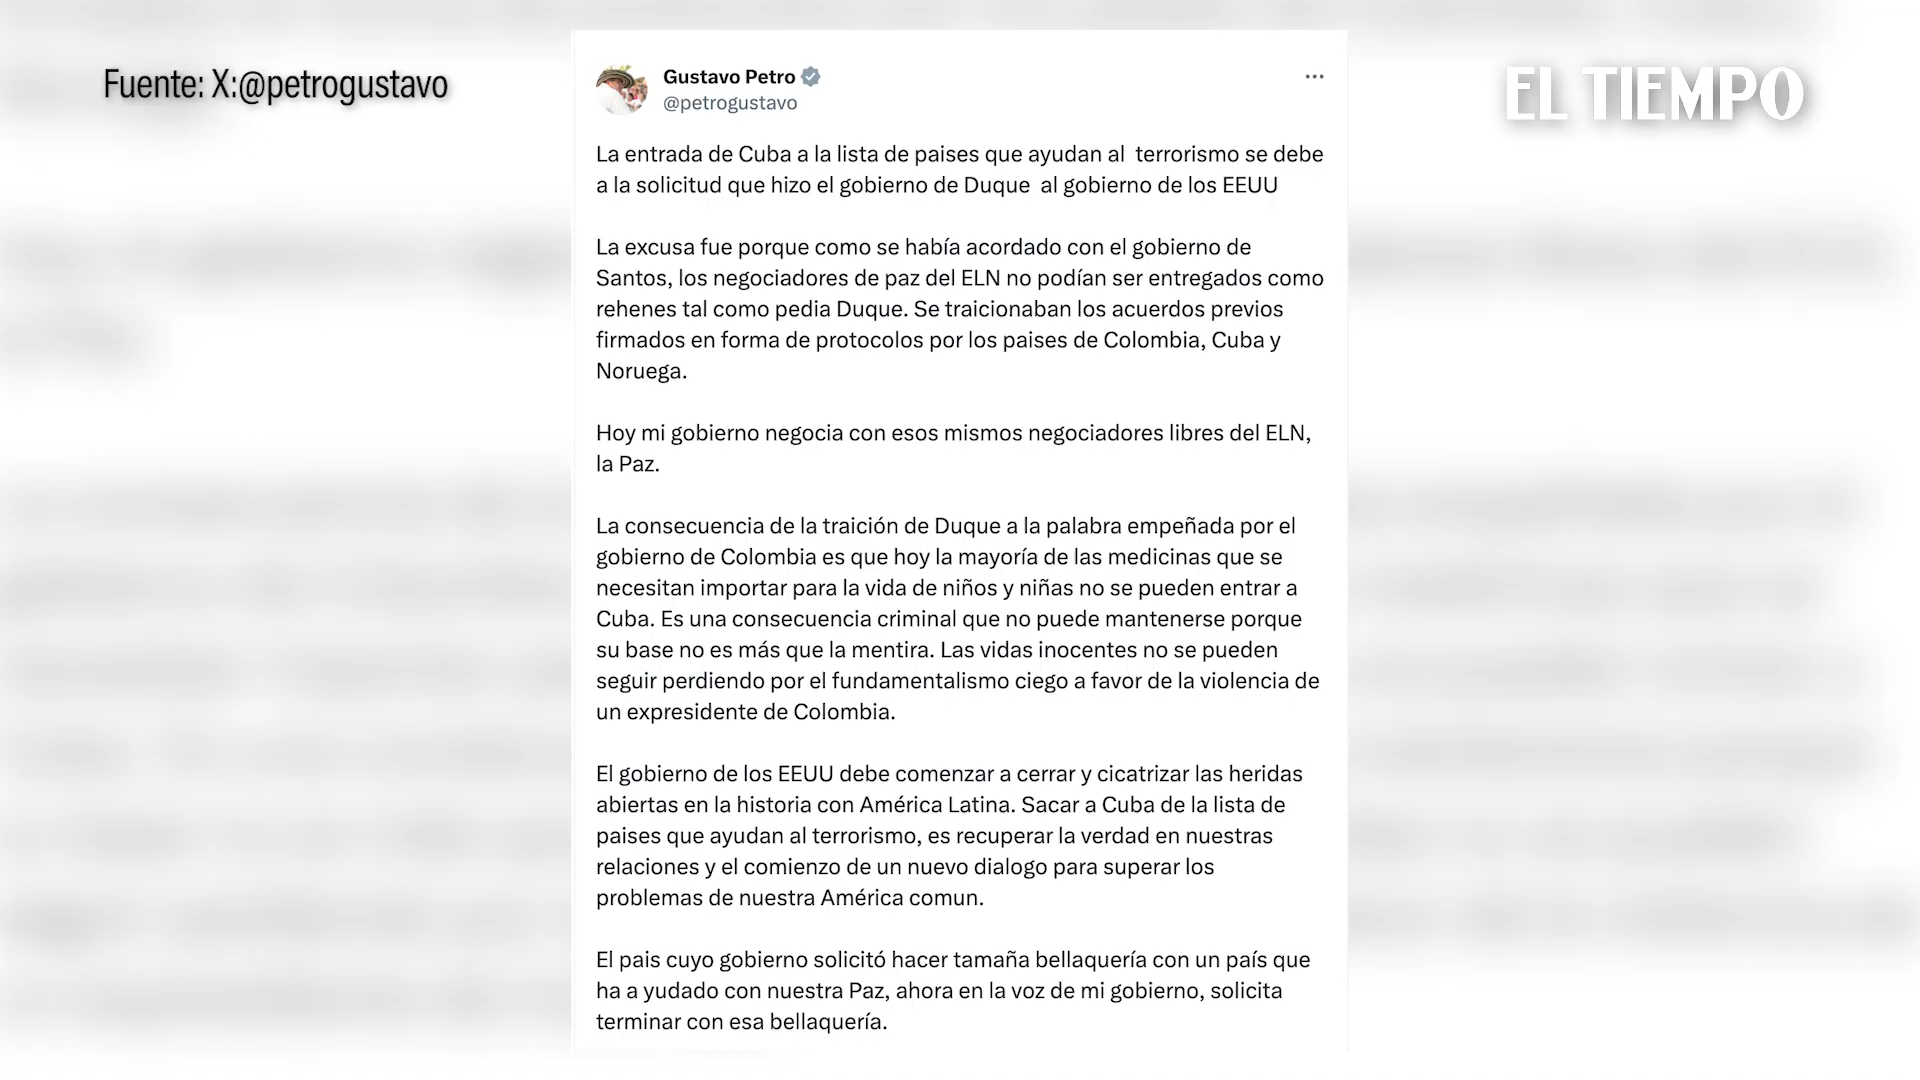 Fuente: X:@petrogustavo
EL TIEMPO
Gustavo Petro
@petrogustavo
La entrada de Cuba a la lista de paises que ayudan al  terrorismo se debe
a la solicitud que hizo el gobierno de Duque  al gobierno de los EEUU
La excusa fue porque como se había acordado con el gobierno de
Santos, los negociadores de paz del ELN no podían ser entregados como
rehenes tal como pedia Duque. Se traicionaban los acuerdos previos
firmados en forma de protocolos por los paises de Colombia, Cuba y
Noruega.
Hoy mi gobierno negocia con esos mismos negociadores libres del ELN,
la Paz.
La consecuencia de la traición de Duque a la palabra empeñada por el
gobierno de Colombia es que hoy la mayoría de las medicinas que se
necesitan importar para la vida de niños y niñas no se pueden entrar a
Cuba. Es una consecuencia criminal que no puede mantenerse porque
su base no es más que la mentira. Las vidas inocentes no se pueden
seguir perdiendo por el fundamentalismo ciego a favor de la violencia de
un expresidente de Colombia.
El gobierno de los EEUU debe comenzar a cerrar y cicatrizar las heridas
abiertas en la historia con América Latina. Sacar a Cuba de la lista de
paises que ayudan al terrorismo, es recuperar la verdad en nuestras
relaciones y el comienzo de un nuevo dialogo para superar los
problemas de nuestra América comun.
El pais cuyo gobierno solicitó hacer tamaña bellaquería con un país que
ha a yudado con nuestra Paz, ahora en la voz de mi gobierno, solicita
terminar con esa bellaquería.